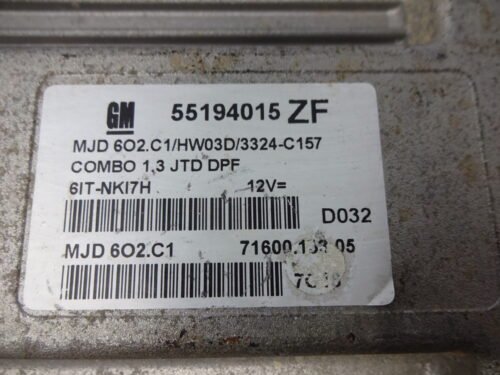 GM 55194015 ZF
MJD 6O2.C1/HW03D/3324-C157
COMBO 1,3 JTD DPF
6IT-NKI7H 12V=
D032
MJD 6O2.C1